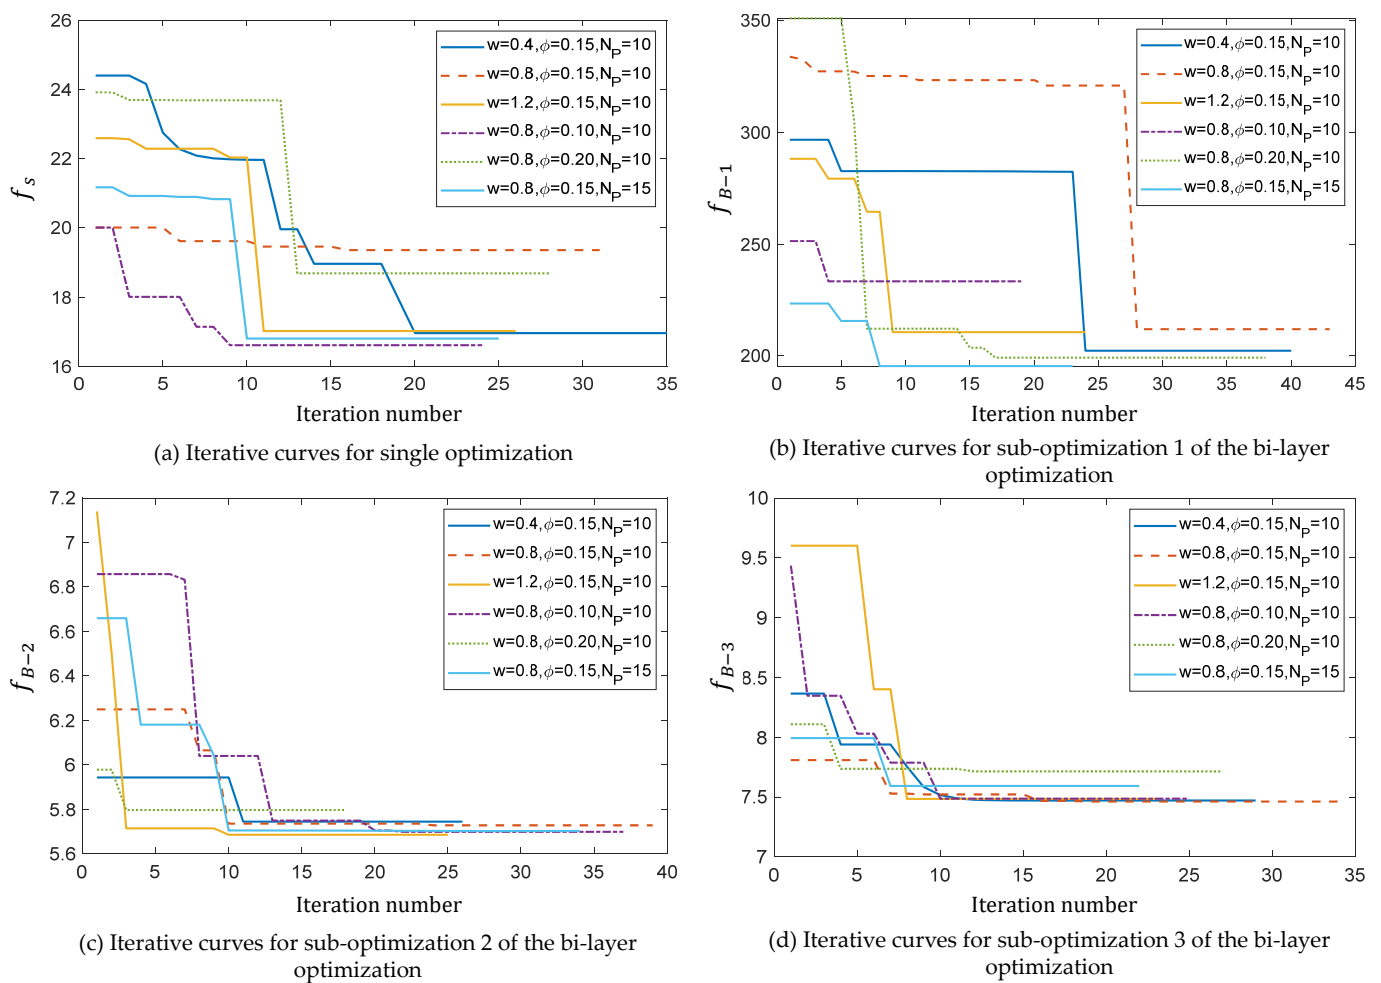 26
24
22
20
18
16
f_s
0 5 10 15 20 25 30 35
Iteration number
w=0.4,ϕ=0.15,N_P=10
w=0.8,ϕ=0.15,N_P=10
w=1.2,ϕ=0.15,N_P=10
w=0.8,ϕ=0.10,N_P=10
w=0.8,ϕ=0.20,N_P=10
w=0.8,ϕ=0.15,N_P=15
(a) Iterative curves for single optimization
350
300
250
200
f_{B−1}
0 5 10 15 20 25 30 35 40 45
Iteration number
w=0.4,ϕ=0.15,N_P=10
w=0.8,ϕ=0.15,N_P=10
w=1.2,ϕ=0.15,N_P=10
w=0.8,ϕ=0.10,N_P=10
w=0.8,ϕ=0.20,N_P=10
w=0.8,ϕ=0.15,N_P=15
(b) Iterative curves for sub-optimization 1 of the bi-layer
optimization
7.2
7
6.8
6.6
6.4
6.2
6
5.8
5.6
f_{B−2}
0 5 10 15 20 25 30 35 40
Iteration number
w=0.4,ϕ=0.15,N_P=10
w=0.8,ϕ=0.15,N_P=10
w=1.2,ϕ=0.15,N_P=10
w=0.8,ϕ=0.10,N_P=10
w=0.8,ϕ=0.20,N_P=10
w=0.8,ϕ=0.15,N_P=15
(c) Iterative curves for sub-optimization 2 of the bi-layer
optimization
10
9.5
9
8.5
8
7.5
7
f_{B−3}
0 5 10 15 20 25 30 35
Iteration number
w=0.4,ϕ=0.15,N_P=10
w=0.8,ϕ=0.15,N_P=10
w=1.2,ϕ=0.15,N_P=10
w=0.8,ϕ=0.10,N_P=10
w=0.8,ϕ=0.20,N_P=10
w=0.8,ϕ=0.15,N_P=15
(d) Iterative curves for sub-optimization 3 of the bi-layer
optimization